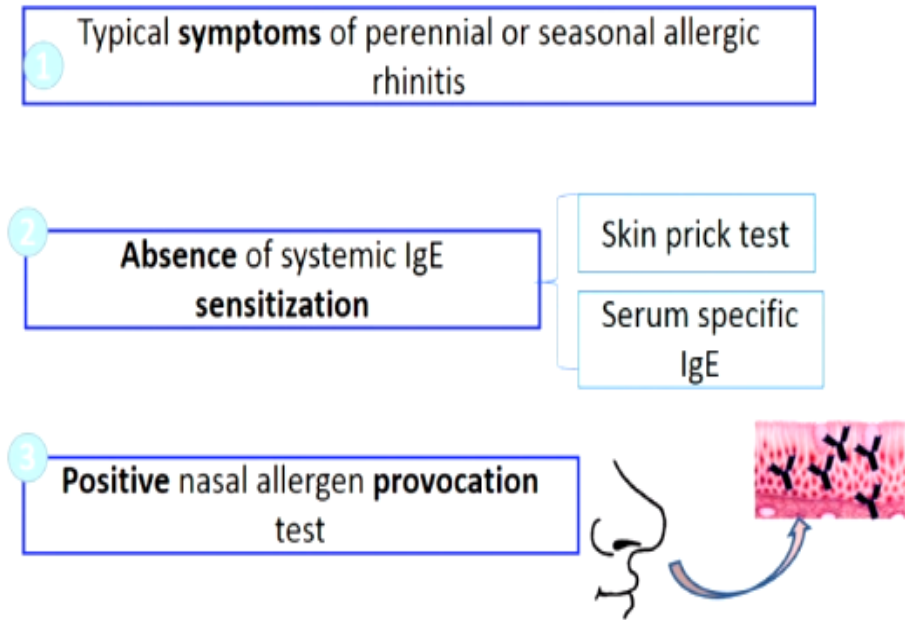 1
Typical symptoms of perennial or seasonal allergic
rhinitis
2
Absence of systemic IgE
sensitization
Skin prick test
Serum specific
IgE
3
Positive nasal allergen provocation
test